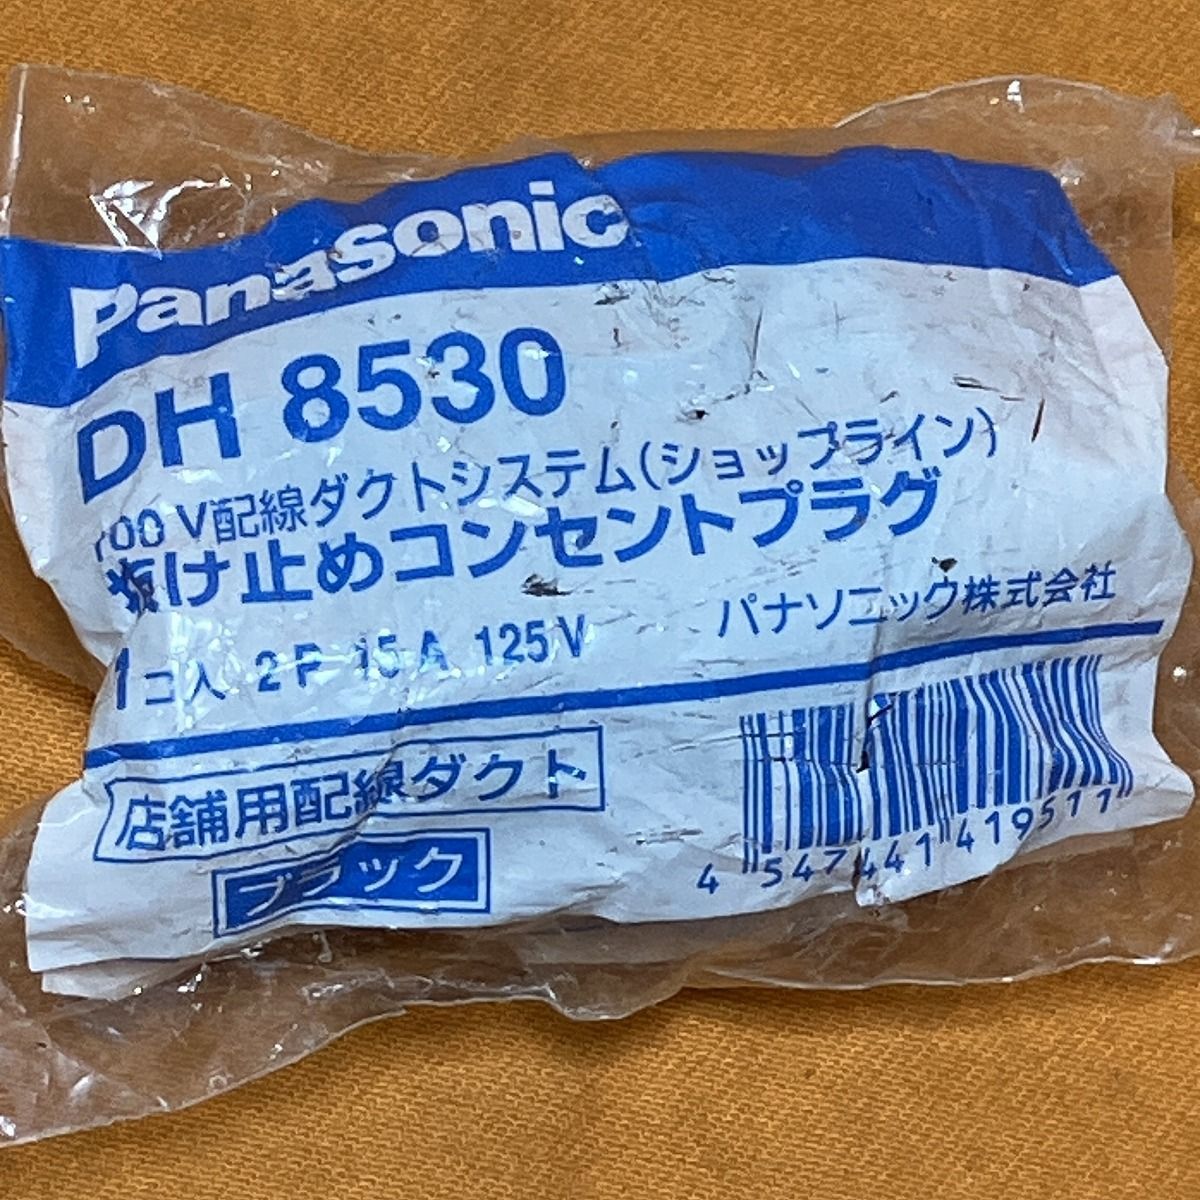 Panasonic
DH 8530
100V配線ダクトシステム(ショップライン)
抜け止めコンセントプラグ
パナソニック株式会社
1コ入 2P 15A 125V
店舗用配線ダクト
ブラック
4 547441 419511